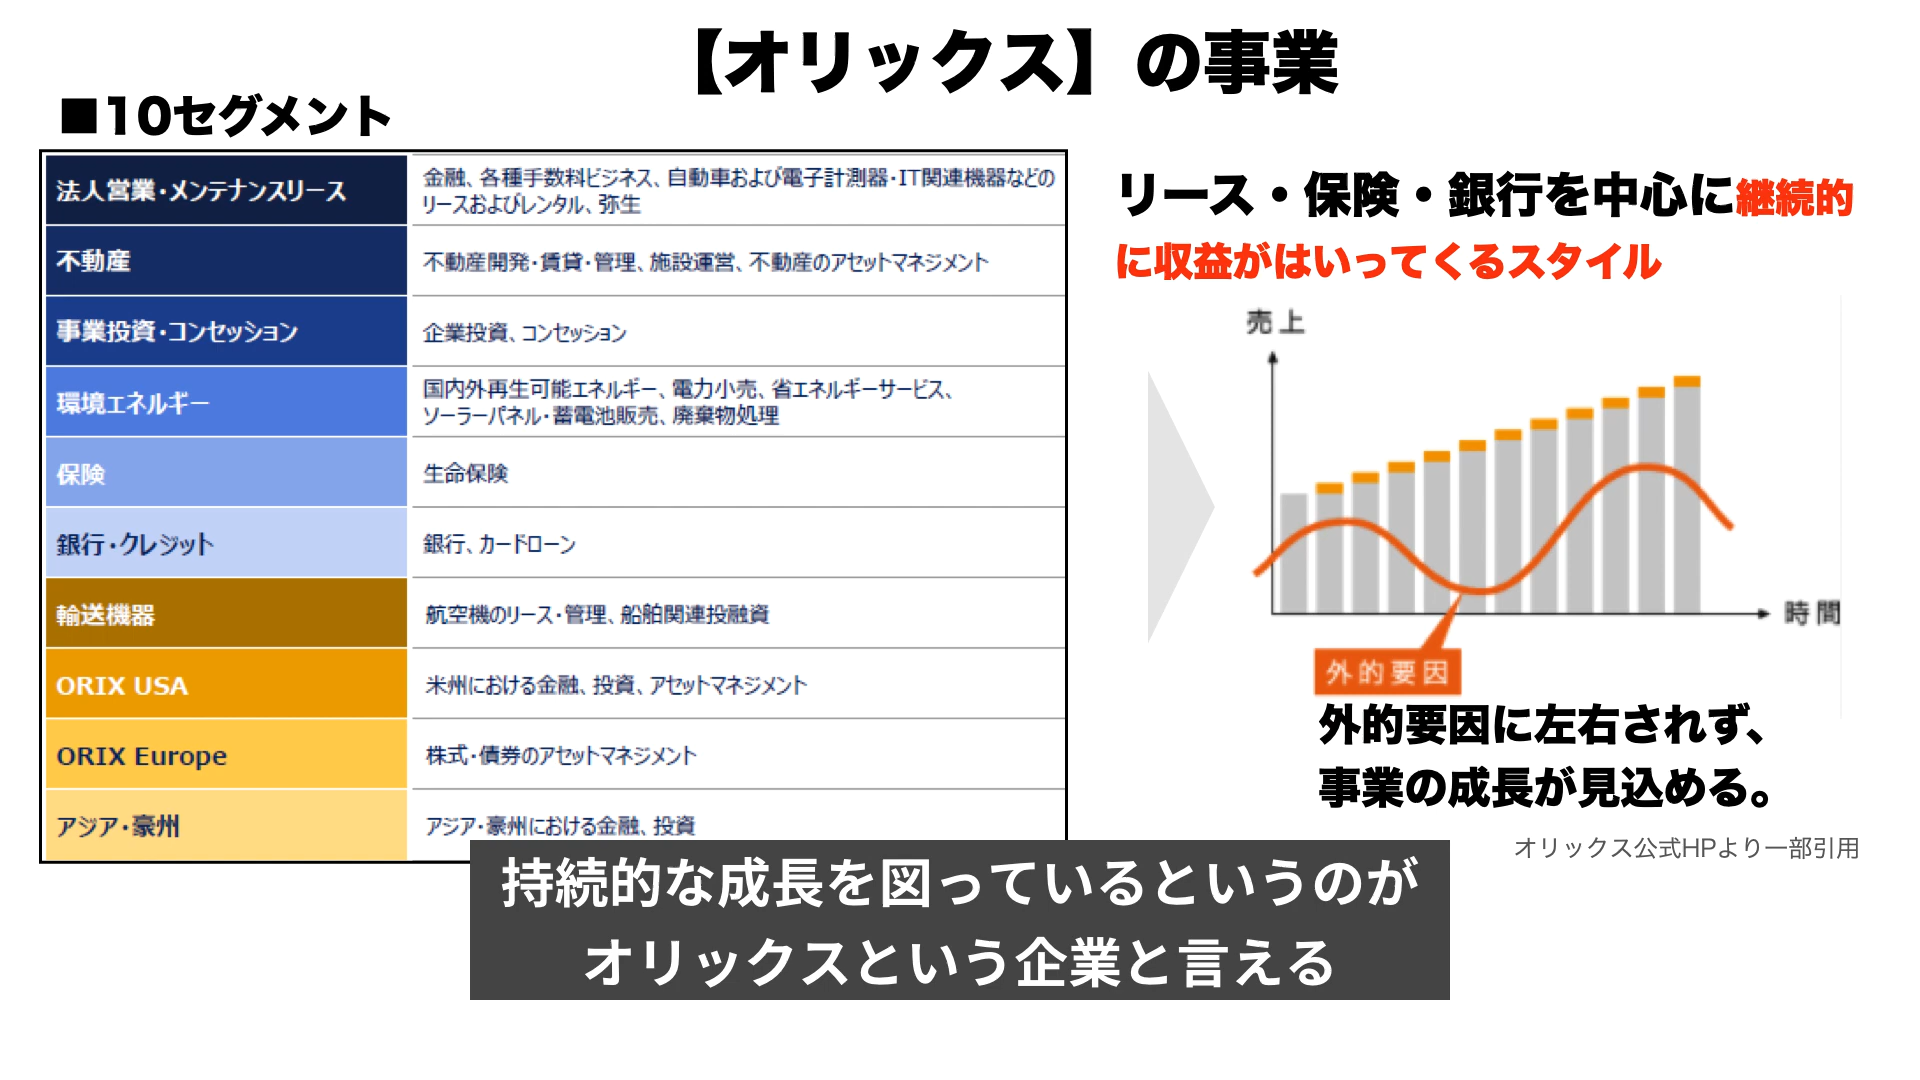 【オリックス】の事業
■10セグメント
法人営業・メンテナンスリース
金融、各種手数料ビジネス、自動車および電子計測器・IT関連機器などの
リースおよびレンタル、弥生
不動産
不動産開発・賃貸・管理、施設運営、不動産のアセットマネジメント
事業投資・コンセッション
企業投資、コンセッション
環境エネルギー
国内外再生可能エネルギー、電力小売、省エネルギーサービス、
ソーラーパネル・蓄電池販売、廃棄物処理
保険
生命保険
銀行・クレジット
銀行、カードローン
輸送機器
航空機のリース・管理、船舶関連投融資
ORIX USA
米州における金融、投資、アセットマネジメント
ORIX Europe
株式・債券のアセットマネジメント
アジア・豪州
アジア・豪州における金融、投資
リース・保険・銀行を中心に継続的
に収益がはいってくるスタイル
売上
時間
外的要因
外的要因に左右されず、
事業の成長が見込める。
オリックス公式HPより一部引用
持続的な成長を図っているというのが
オリックスという企業と言える